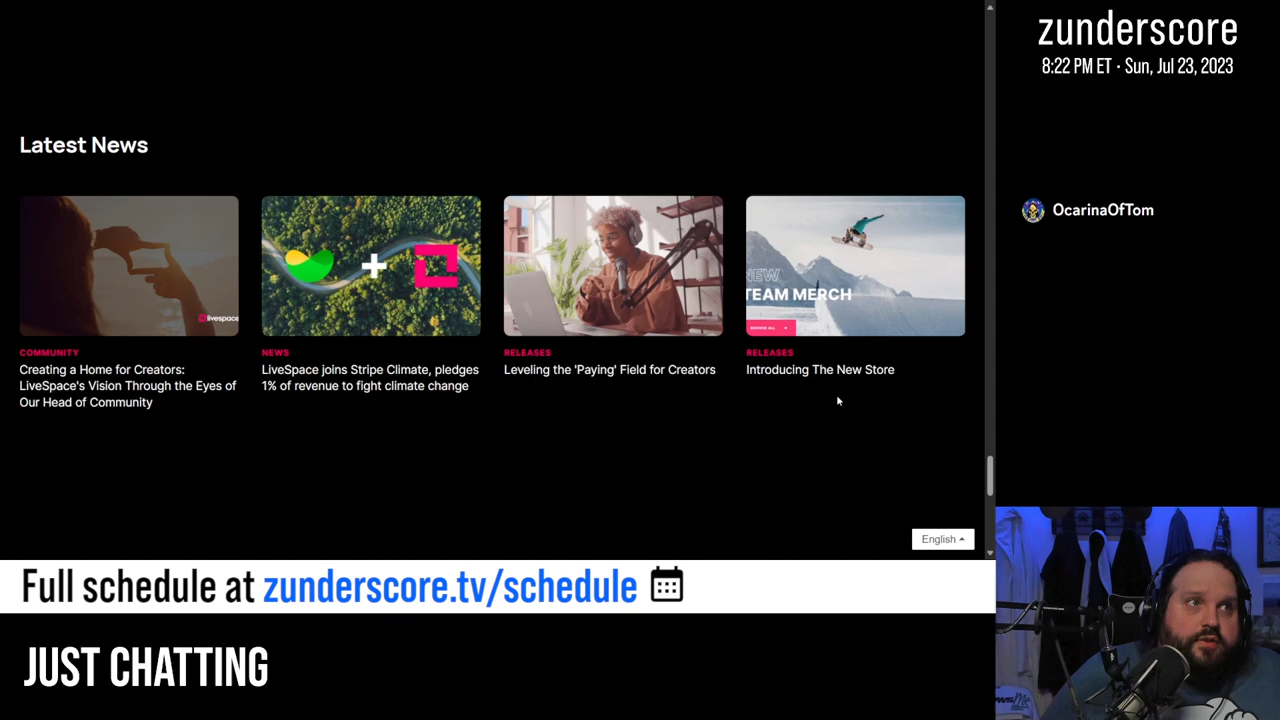 zunderscore
8:22 PM ET · Sun, Jul 23, 2023
Latest News
livespace
NEW
TEAM MERCH
BROWSE ALL
COMMUNITY
Creating a Home for Creators:
LiveSpace's Vision Through the Eyes of
Our Head of Community
NEWS
LiveSpace joins Stripe Climate, pledges
1% of revenue to fight climate change
RELEASES
Leveling the 'Paying' Field for Creators
RELEASES
Introducing The New Store
OcarinaOfTom
English
Full schedule at zunderscore.tv/schedule
JUST CHATTING